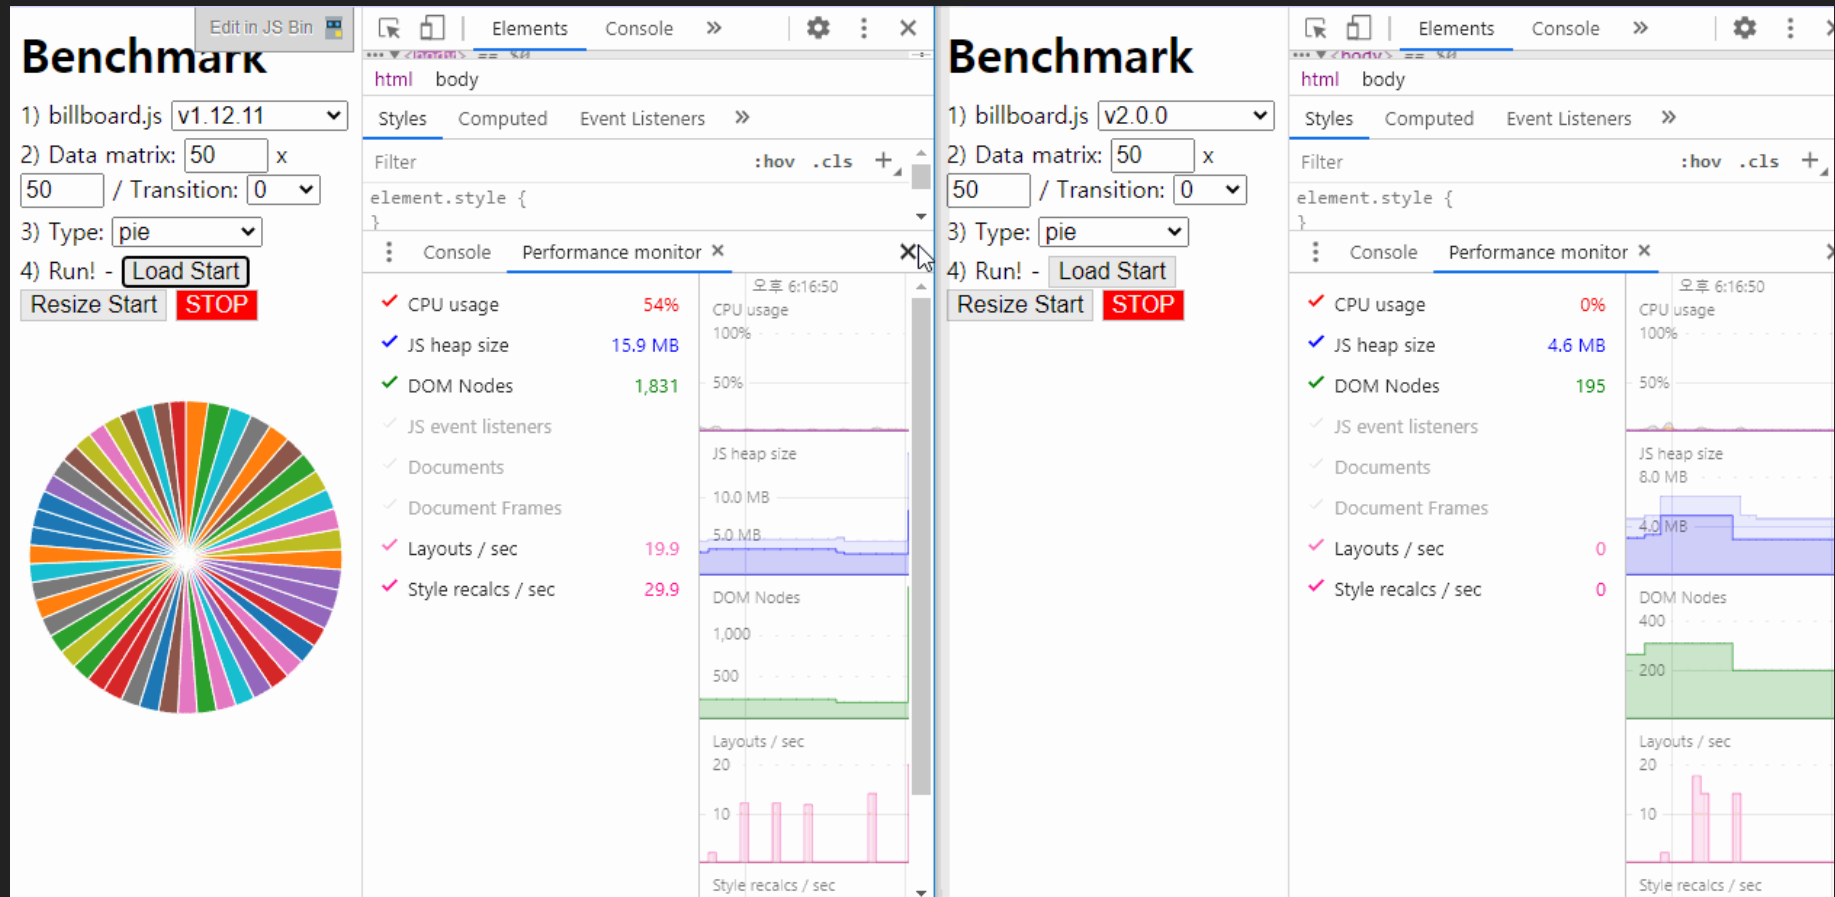 Edit in JS Bin
Benchmark
1) billboard.js v1.12.11
2) Data matrix: 50 x
50 / Transition: 0
3) Type: pie
4) Run! - Load Start
Resize Start STOP
Elements Console »
··· ▼<body> == $0
html body
Styles Computed Event Listeners »
Filter :hov .cls +
element.style {
}
Console Performance monitor ×
CPU usage 54%
JS heap size 15.9 MB
DOM Nodes 1,831
JS event listeners
Documents
Document Frames
Layouts / sec 19.9
Style recalcs / sec 29.9
오후 6:16:50
CPU usage
100%
50%
JS heap size
10.0 MB
5.0 MB
DOM Nodes
1,000
500
Layouts / sec
20
10
Style recalcs / sec
Benchmark
1) billboard.js v2.0.0
2) Data matrix: 50 x
50 / Transition: 0
3) Type: pie
4) Run! - Load Start
Resize Start STOP
Elements Console »
··· ▼<body> == $0
html body
Styles Computed Event Listeners »
Filter :hov .cls +
element.style {
}
Console Performance monitor ×
CPU usage 0%
JS heap size 4.6 MB
DOM Nodes 195
JS event listeners
Documents
Document Frames
Layouts / sec 0
Style recalcs / sec 0
오후 6:16:50
CPU usage
100%
50%
JS heap size
8.0 MB
4.0 MB
DOM Nodes
400
200
Layouts / sec
20
10
Style recalcs / sec